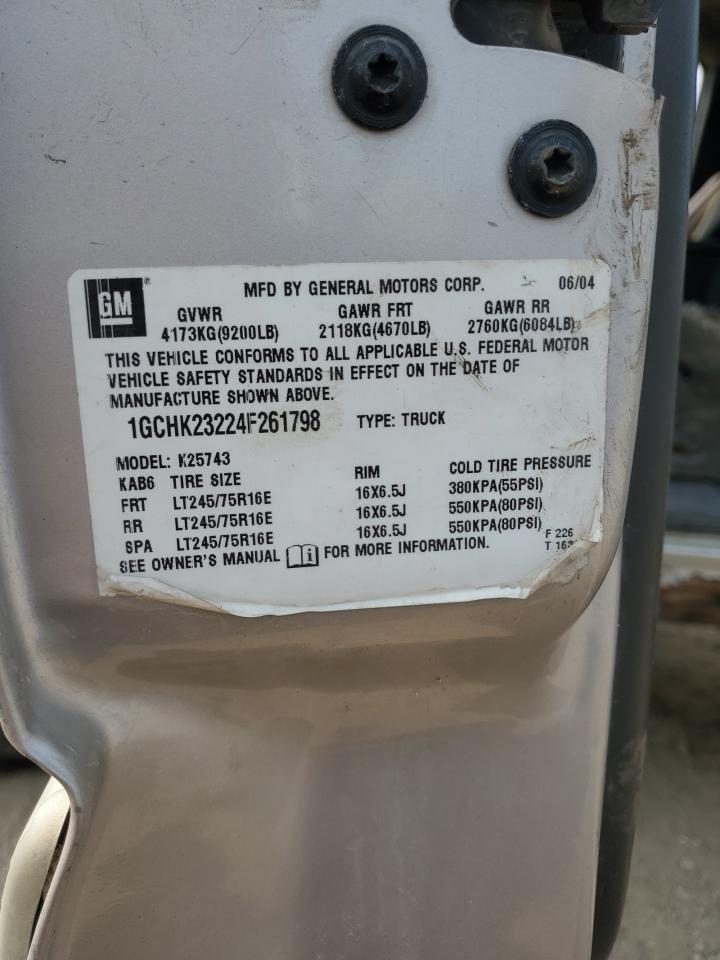 GM ®
MFD BY GENERAL MOTORS CORP. 06/04
GVWR GAWR FRT GAWR RR
4173KG(9200LB) 2118KG(4670LB) 2760KG(6084LB)
THIS VEHICLE CONFORMS TO ALL APPLICABLE U.S. FEDERAL MOTOR
VEHICLE SAFETY STANDARDS IN EFFECT ON THE DATE OF
MANUFACTURE SHOWN ABOVE.
1GCHK23224F261798 TYPE: TRUCK
MODEL: K25743
KAB6 TIRE SIZE RIM COLD TIRE PRESSURE
FRT LT245/75R16E 16X6.5J 380KPA(55PSI)
RR LT245/75R16E 16X6.5J 550KPA(80PSI)
SPA LT245/75R16E 16X6.5J 550KPA(80PSI)
SEE OWNER'S MANUAL FOR MORE INFORMATION.
F 226
T 163